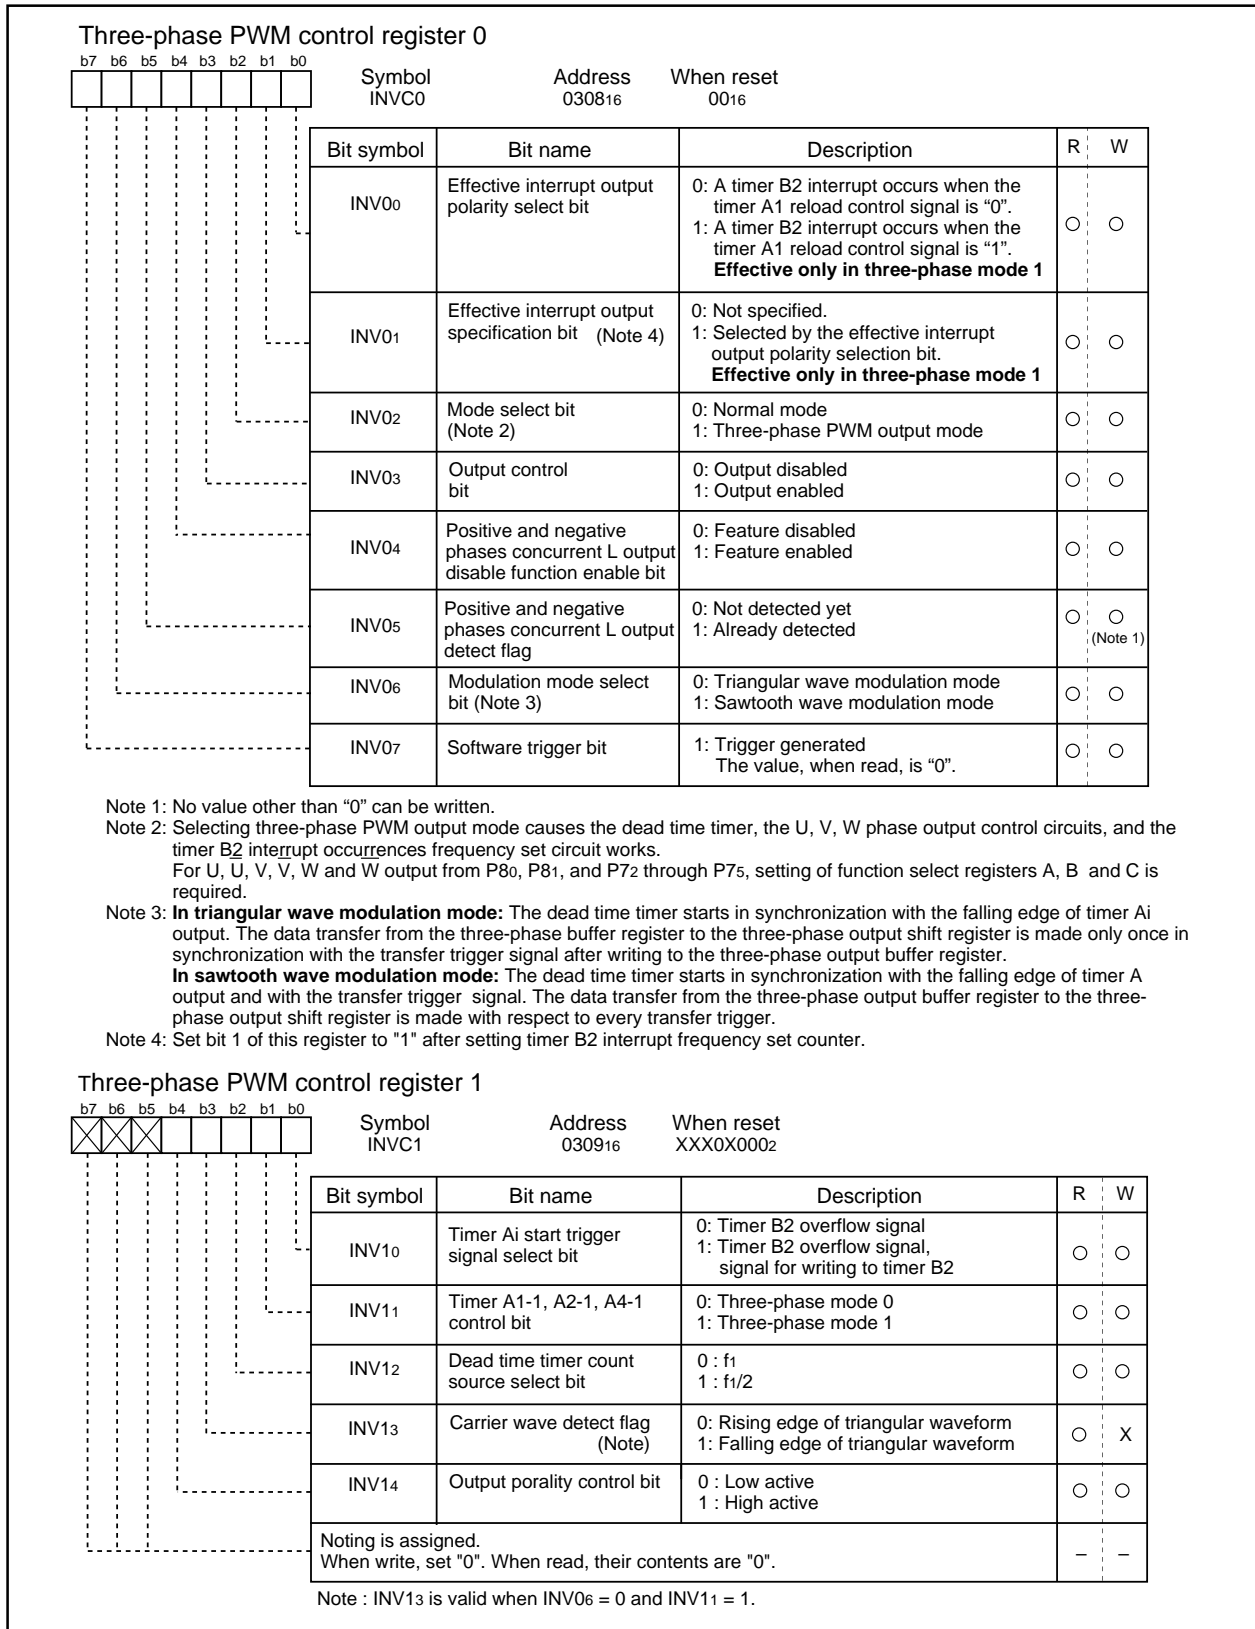 Three-phase PWM control register 0
b7 b6 b5 b4 b3 b2 b1 b0
Symbol Address When reset
INVC0 030816 0016
Bit symbol Bit name Description R W
INV00
Effective interrupt output
polarity select bit
0: A timer B2 interrupt occurs when the
timer A1 reload control signal is “0”.
1: A timer B2 interrupt occurs when the
timer A1 reload control signal is “1”.
Effective only in three-phase mode 1
INV01
Effective interrupt output
specification bit (Note 4)
0: Not specified.
1: Selected by the effective interrupt
output polarity selection bit.
Effective only in three-phase mode 1
INV02
Mode select bit
(Note 2)
0: Normal mode
1: Three-phase PWM output mode
INV03
Output control
bit
0: Output disabled
1: Output enabled
INV04
Positive and negative
phases concurrent L output
disable function enable bit
0: Feature disabled
1: Feature enabled
INV05
Positive and negative
phases concurrent L output
detect flag
0: Not detected yet
1: Already detected
(Note 1)
INV06
Modulation mode select
bit (Note 3)
0: Triangular wave modulation mode
1: Sawtooth wave modulation mode
INV07
Software trigger bit
1: Trigger generated
The value, when read, is “0”.
Note 1: No value other than “0” can be written.
Note 2: Selecting three-phase PWM output mode causes the dead time timer, the U, V, W phase output control circuits, and the
timer B2 interrupt occurrences frequency set circuit works.
For U, U̅, V, V̅, W and W̅ output from P80, P81, and P72 through P75, setting of function select registers A, B and C is
required.
Note 3: In triangular wave modulation mode: The dead time timer starts in synchronization with the falling edge of timer Ai
output. The data transfer from the three-phase buffer register to the three-phase output shift register is made only once in
synchronization with the transfer trigger signal after writing to the three-phase output buffer register.
In sawtooth wave modulation mode: The dead time timer starts in synchronization with the falling edge of timer A
output and with the transfer trigger signal. The data transfer from the three-phase output buffer register to the three-
phase output shift register is made with respect to every transfer trigger.
Note 4: Set bit 1 of this register to "1" after setting timer B2 interrupt frequency set counter.
Three-phase PWM control register 1
b7 b6 b5 b4 b3 b2 b1 b0
Symbol Address When reset
INVC1 030916 XXX0X0002
Bit symbol Bit name Description R W
INV10
Timer Ai start trigger
signal select bit
0: Timer B2 overflow signal
1: Timer B2 overflow signal,
signal for writing to timer B2
INV11
Timer A1-1, A2-1, A4-1
control bit
0: Three-phase mode 0
1: Three-phase mode 1
INV12
Dead time timer count
source select bit
0 : f1
1 : f1/2
INV13
Carrier wave detect flag
(Note)
0: Rising edge of triangular waveform
1: Falling edge of triangular waveform
X
INV14
Output porality control bit
0 : Low active
1 : High active
Noting is assigned.
When write, set "0". When read, their contents are "0".
– –
Note : INV13 is valid when INV06 = 0 and INV11 = 1.